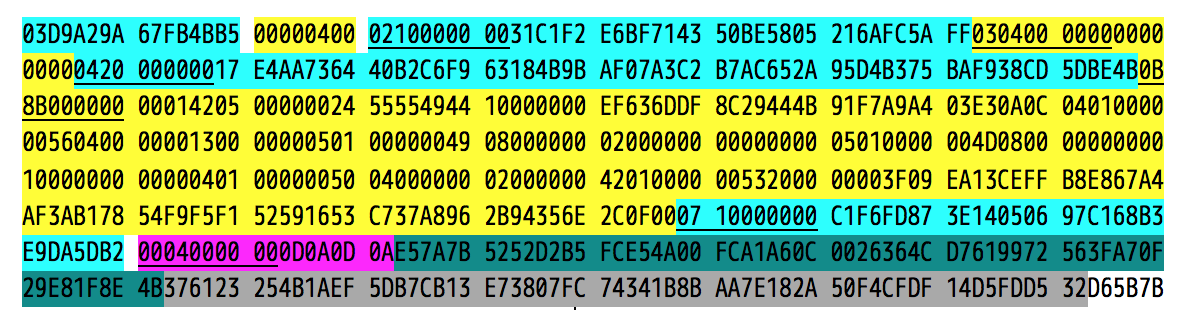 03D9A29A 67FB4BB5 00000400 02100000 0031C1F2 E6BF7143 50BE5805 216AFC5A FF030400 00000000
00000420 00000017 E4AA7364 40B2C6F9 63184B9B AF07A3C2 B7AC652A 95D4B375 BAF938CD 5DBE4B0B
8B000000 00014205 00000024 55554944 10000000 EF636DDF 8C29444B 91F7A9A4 03E30A0C 04010000
00560400 00001300 00000501 00000049 08000000 02000000 00000000 05010000 004D0800 00000000
10000000 00000401 00000050 04000000 02000000 42010000 00532000 00003F09 EA13CEFF B8E867A4
AF3AB178 54F9F5F1 52591653 C737A896 2B94356E 2C0F0007 10000000 C1F6FD87 3E140506 97C168B3
E9DA5DB2 00040000 000D0A0D 0AE57A7B 5252D2B5 FCE54A00 FCA1A60C 0026364C D7619972 563FA70F
29E81F8E 4B376123 254B1AEF 5DB7CB13 E73807FC 74341B8B AA7E182A 50F4CFDF 14D5FDD5 32D65B7B